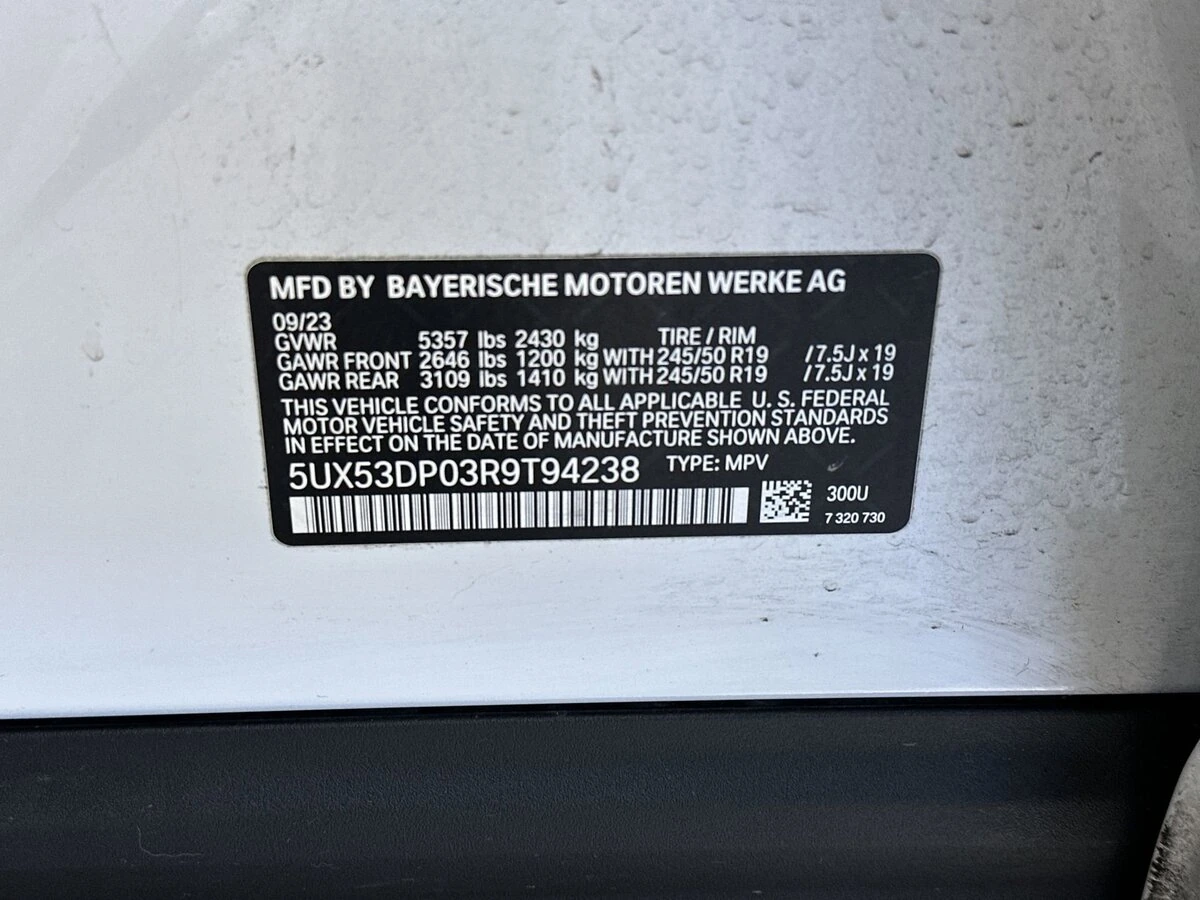 MFD BY BAYERISCHE MOTOREN WERKE AG
09/23
GVWR 5357 lbs 2430 kg TIRE / RIM
GAWR FRONT 2646 lbs 1200 kg WITH 245/50 R19 /7.5J x 19
GAWR REAR 3109 lbs 1410 kg WITH 245/50 R19 /7.5J x 19
THIS VEHICLE CONFORMS TO ALL APPLICABLE U. S. FEDERAL
MOTOR VEHICLE SAFETY AND THEFT PREVENTION STANDARDS
IN EFFECT ON THE DATE OF MANUFACTURE SHOWN ABOVE.
5UX53DP03R9T94238 TYPE: MPV
300U
7 320 730